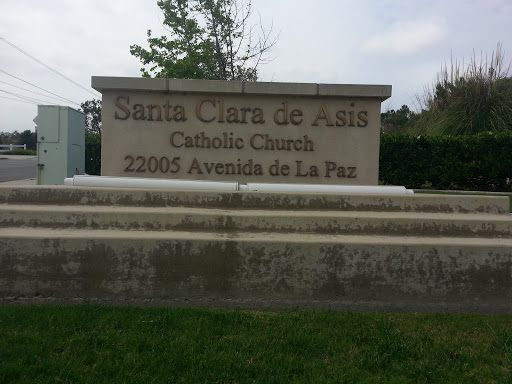 Santa Clara de Asis
Catholic Church
22005 Avenida de La Paz